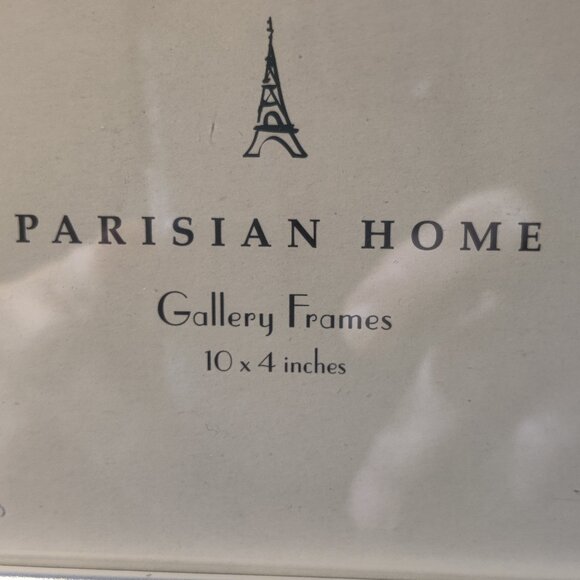 PARISIAN HOME
Gallery Frames
10 x 4 inches